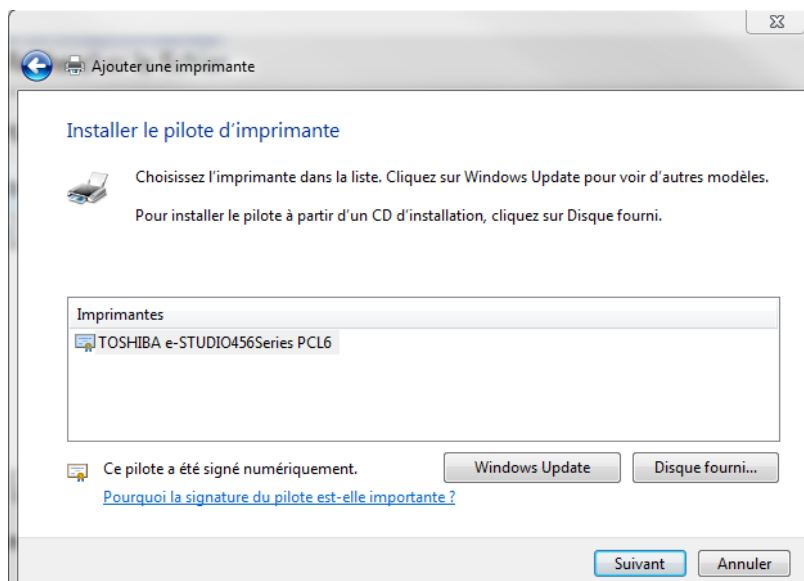 Ajouter une imprimante
Installer le pilote d'imprimante
Choisissez l'imprimante dans la liste. Cliquez sur Windows Update pour voir d'autres modèles.
Pour installer le pilote à partir d'un CD d'installation, cliquez sur Disque fourni.
Imprimantes
TOSHIBA e-STUDIO456Series PCL6
Ce pilote a été signé numériquement.
Windows Update
Disque fourni...
Pourquoi la signature du pilote est-elle importante ?
Suivant
Annuler